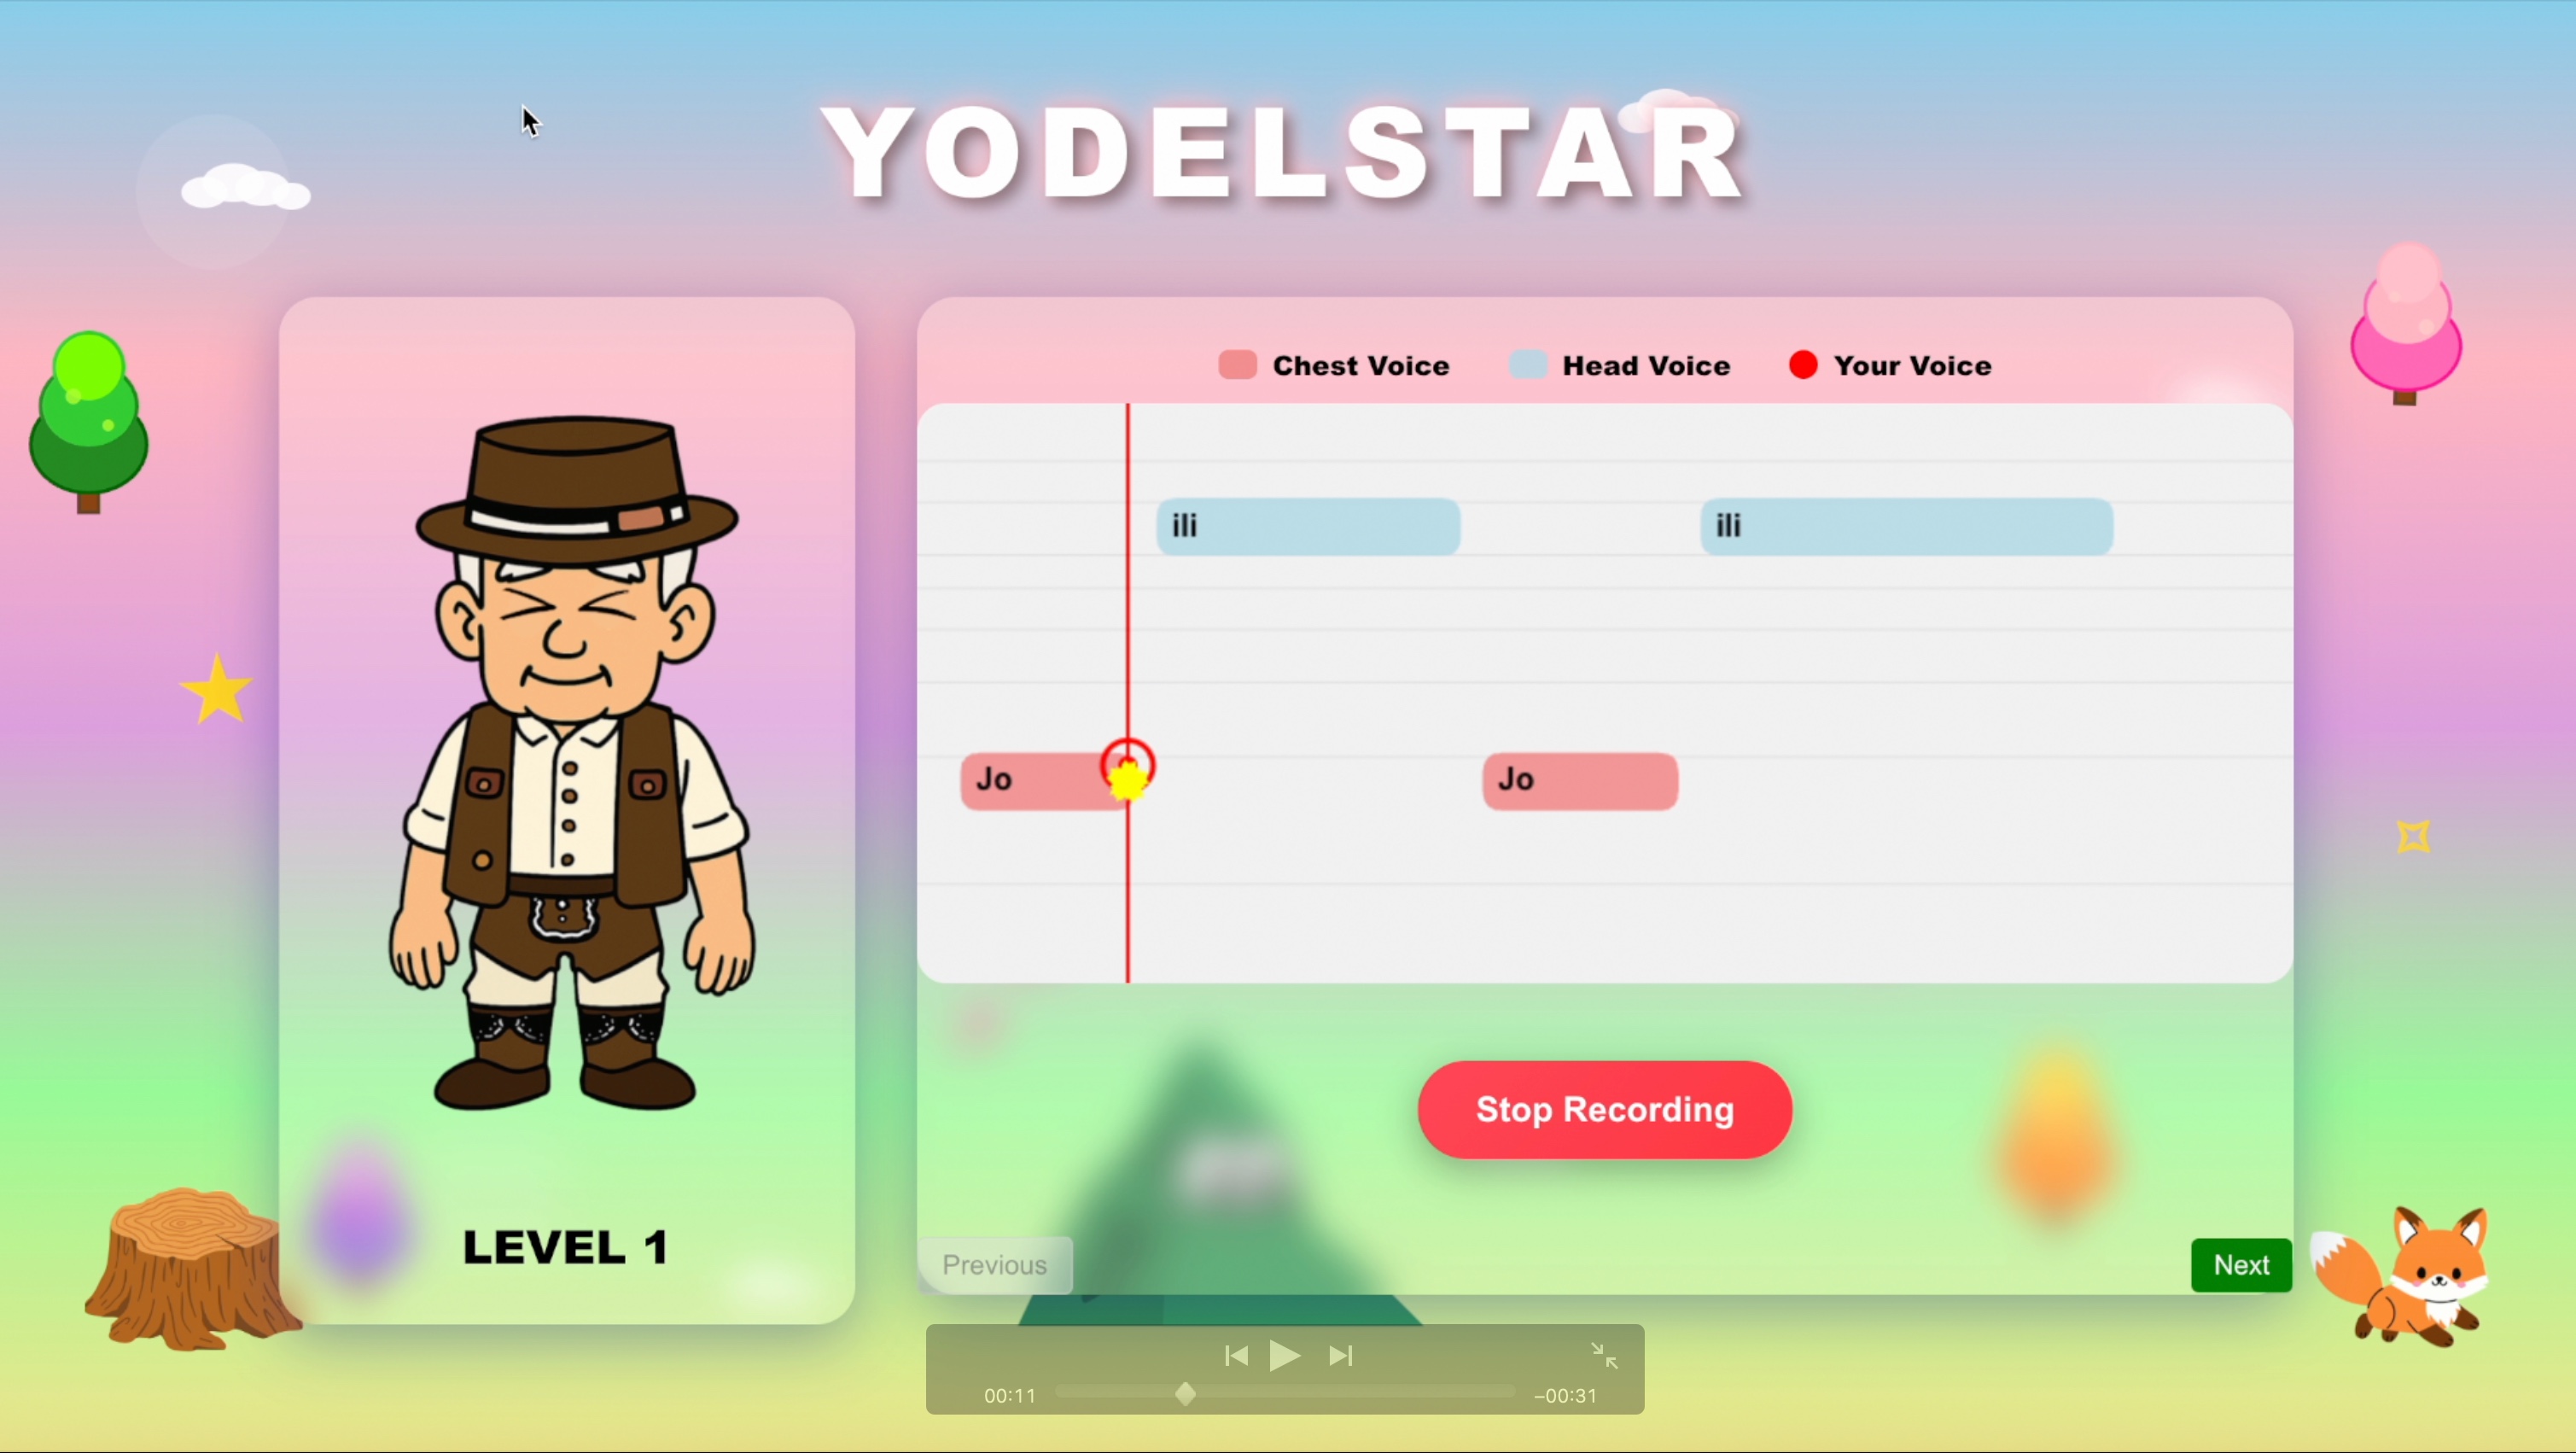 YODELSTAR
Chest Voice Head Voice Your Voice
ili ili
Jo Jo
Stop Recording
LEVEL 1
Previous Next
00:11 −00:31